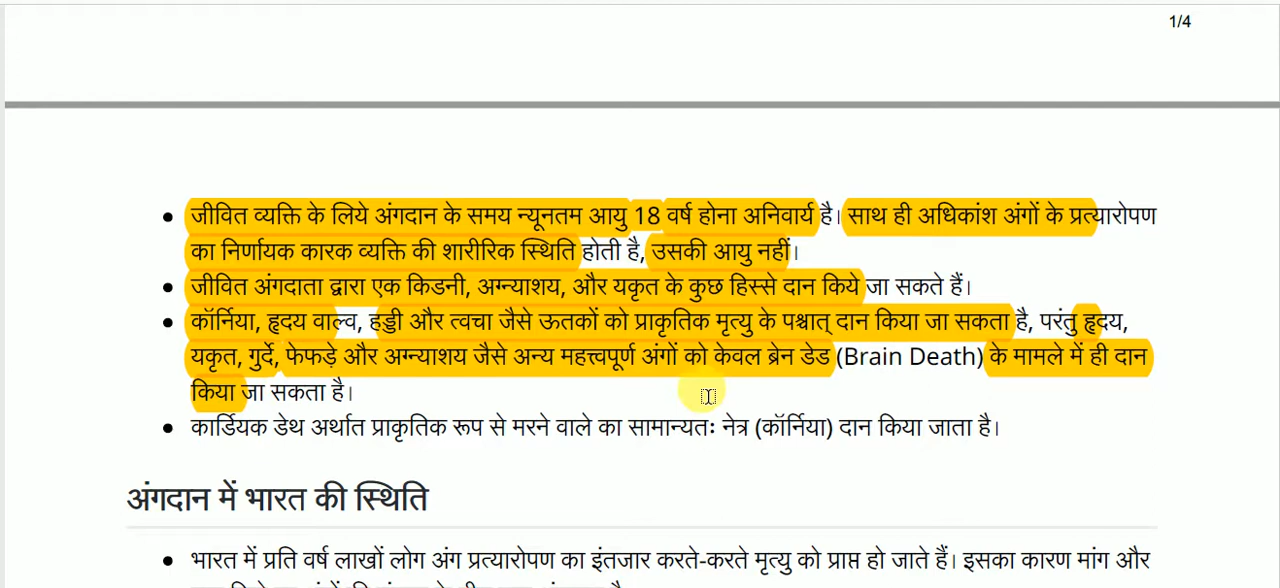 1/4
जीवित व्यक्ति के लिये अंगदान के समय न्यूनतम आयु 18 वर्ष होना अनिवार्य है। साथ ही अधिकांश अंगों के प्रत्यारोपण
का निर्णायक कारक व्यक्ति की शारीरिक स्थिति होती है, उसकी आयु नहीं।
जीवित अंगदाता द्वारा एक किडनी, अग्न्याशय, और यकृत के कुछ हिस्से दान किये जा सकते हैं।
कॉर्निया, हृदय वाल्व, हड्डी और त्वचा जैसे ऊतकों को प्राकृतिक मृत्यु के पश्चात् दान किया जा सकता है, परंतु हृदय,
यकृत, गुर्दे, फेफड़े और अग्न्याशय जैसे अन्य महत्त्वपूर्ण अंगों को केवल ब्रेन डेड (Brain Death) के मामले में ही दान
किया जा सकता है।
कार्डियक डेथ अर्थात प्राकृतिक रूप से मरने वाले का सामान्यतः नेत्र (कॉर्निया) दान किया जाता है।
अंगदान में भारत की स्थिति
भारत में प्रति वर्ष लाखों लोग अंग प्रत्यारोपण का इंतजार करते-करते मृत्यु को प्राप्त हो जाते हैं। इसका कारण मांग और